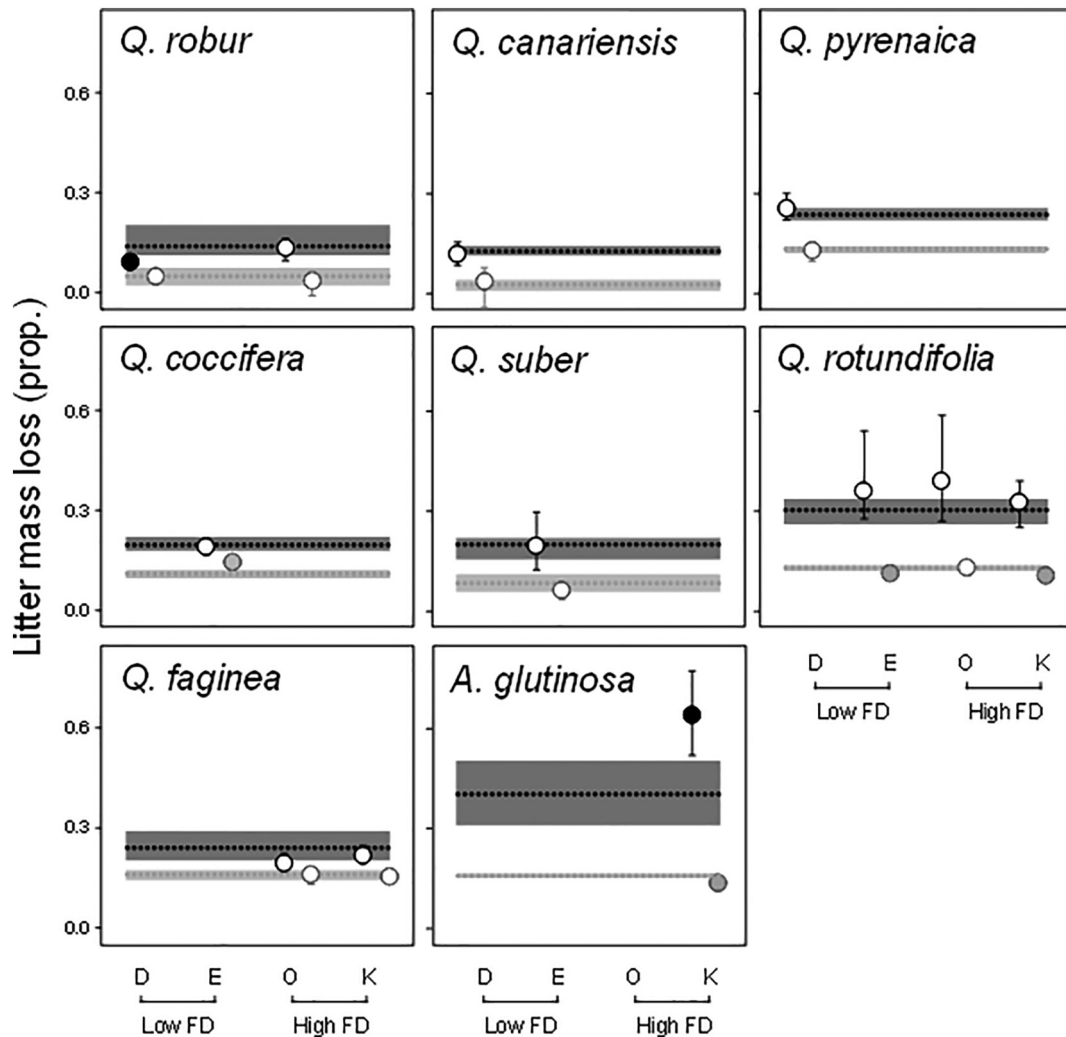 Q. robur
Q. canariensis
Q. pyrenaica
0.6
0.3
0.0
Q. coccifera
Q. suber
Q. rotundifolia
Litter mass loss (prop.)
0.6
0.3
0.0
D E O K
Low FD High FD
Q. faginea
A. glutinosa
0.6
0.3
0.0
D E O K
Low FD High FD
D E O K
Low FD High FD